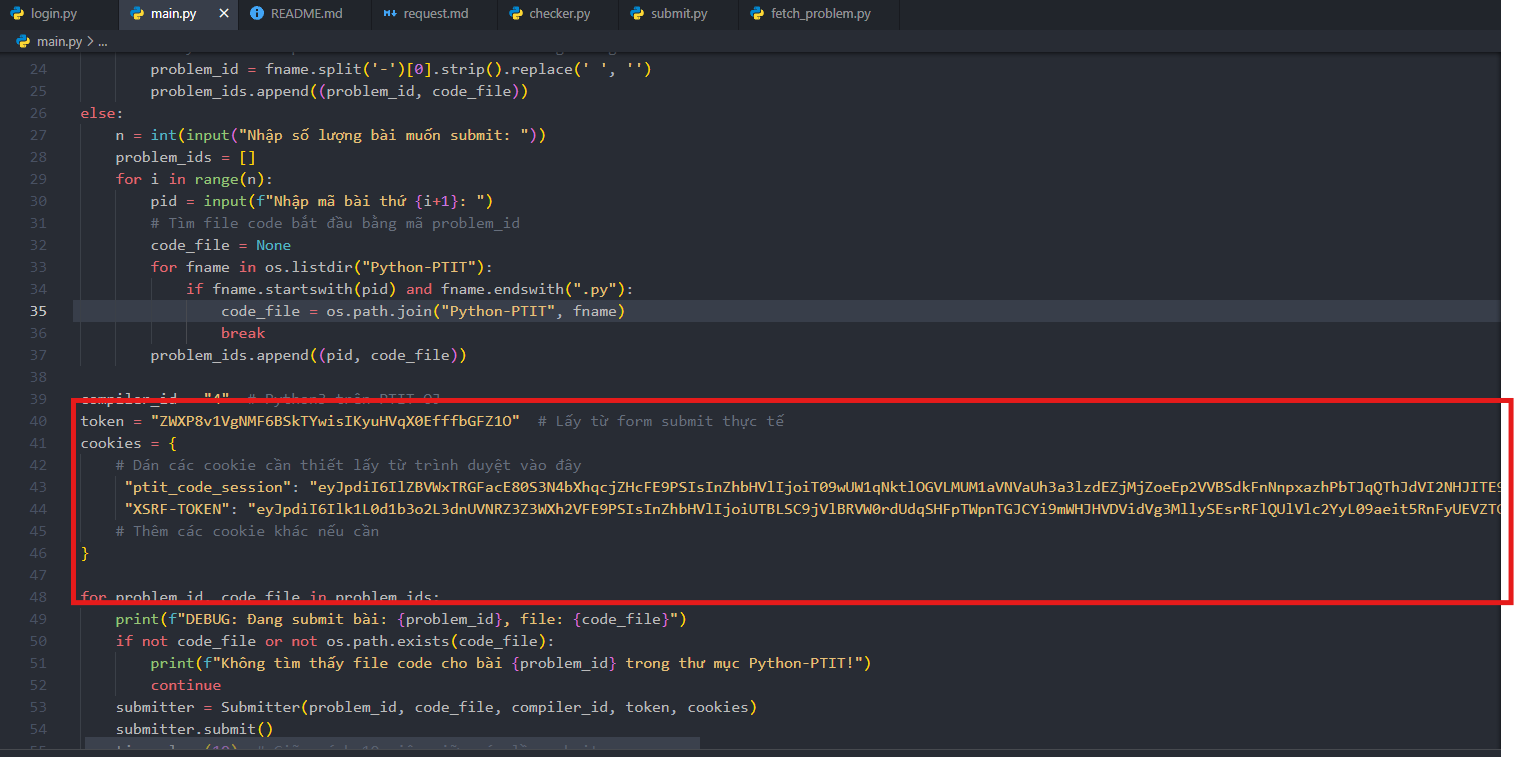 login.py main.py README.md request.md checker.py submit.py fetch_problem.py
main.py > ...
24 problem_id = fname.split('-')[0].strip().replace(' ', '')
25 problem_ids.append((problem_id, code_file))
26 else:
27 n = int(input("Nhập số lượng bài muốn submit: "))
28 problem_ids = []
29 for i in range(n):
30 pid = input(f"Nhập mã bài thứ {i+1}: ")
31 # Tìm file code bắt đầu bằng mã problem_id
32 code_file = None
33 for fname in os.listdir("Python-PTIT"):
34 if fname.startswith(pid) and fname.endswith(".py"):
35 code_file = os.path.join("Python-PTIT", fname)
36 break
37 problem_ids.append((pid, code_file))
38
39 compiler_id = "4" # Python3 trên PTIT OJ
40 token = "ZWXP8v1VgNMF6BSkTYwisIKyuHVqX0EfffbGFZ1O" # Lấy từ form submit thực tế
41 cookies = {
42 # Dán các cookie cần thiết lấy từ trình duyệt vào đây
43 "ptit_code_session":
44 "XSRF-TOKEN":
45 # Thêm các cookie khác nếu cần
46 }
47
48 for problem_id, code_file in problem_ids:
49 print(f"DEBUG: Đang submit bài: {problem_id}, file: {code_file}")
50 if not code_file or not os.path.exists(code_file):
51 print(f"Không tìm thấy file code cho bài {problem_id} trong thư mục Python-PTIT!")
52 continue
53 submitter = Submitter(problem_id, code_file, compiler_id, token, cookies)
54 submitter.submit()